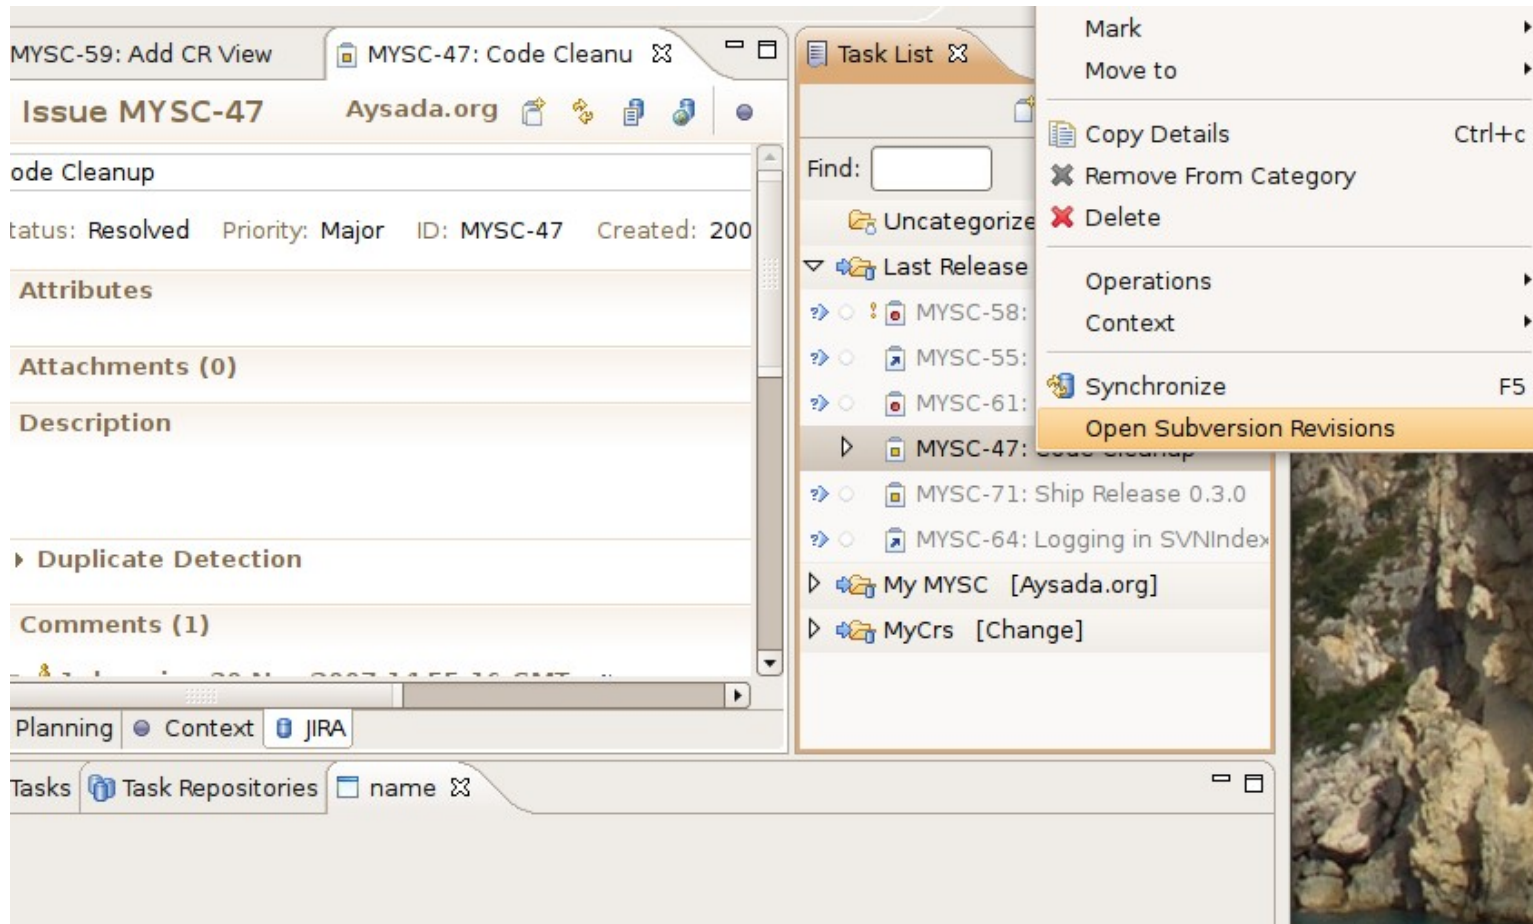 MYSC-59: Add CR View
MYSC-47: Code Cleanu
Issue MYSC-47
Aysada.org
ode Cleanup
tatus: Resolved Priority: Major ID: MYSC-47 Created: 200
Attributes
Attachments (0)
Description
Duplicate Detection
Comments (1)
Planning
Context
JIRA
Task List
Find:
Uncategorize
Last Release
MYSC-58:
MYSC-55:
MYSC-61:
MYSC-47: Code Cleanup
MYSC-71: Ship Release 0.3.0
MYSC-64: Logging in SVNIndex
My MYSC [Aysada.org]
MyCrs [Change]
Mark
Move to
Copy Details Ctrl+c
Remove From Category
Delete
Operations
Context
Synchronize F5
Open Subversion Revisions
Tasks
Task Repositories
name